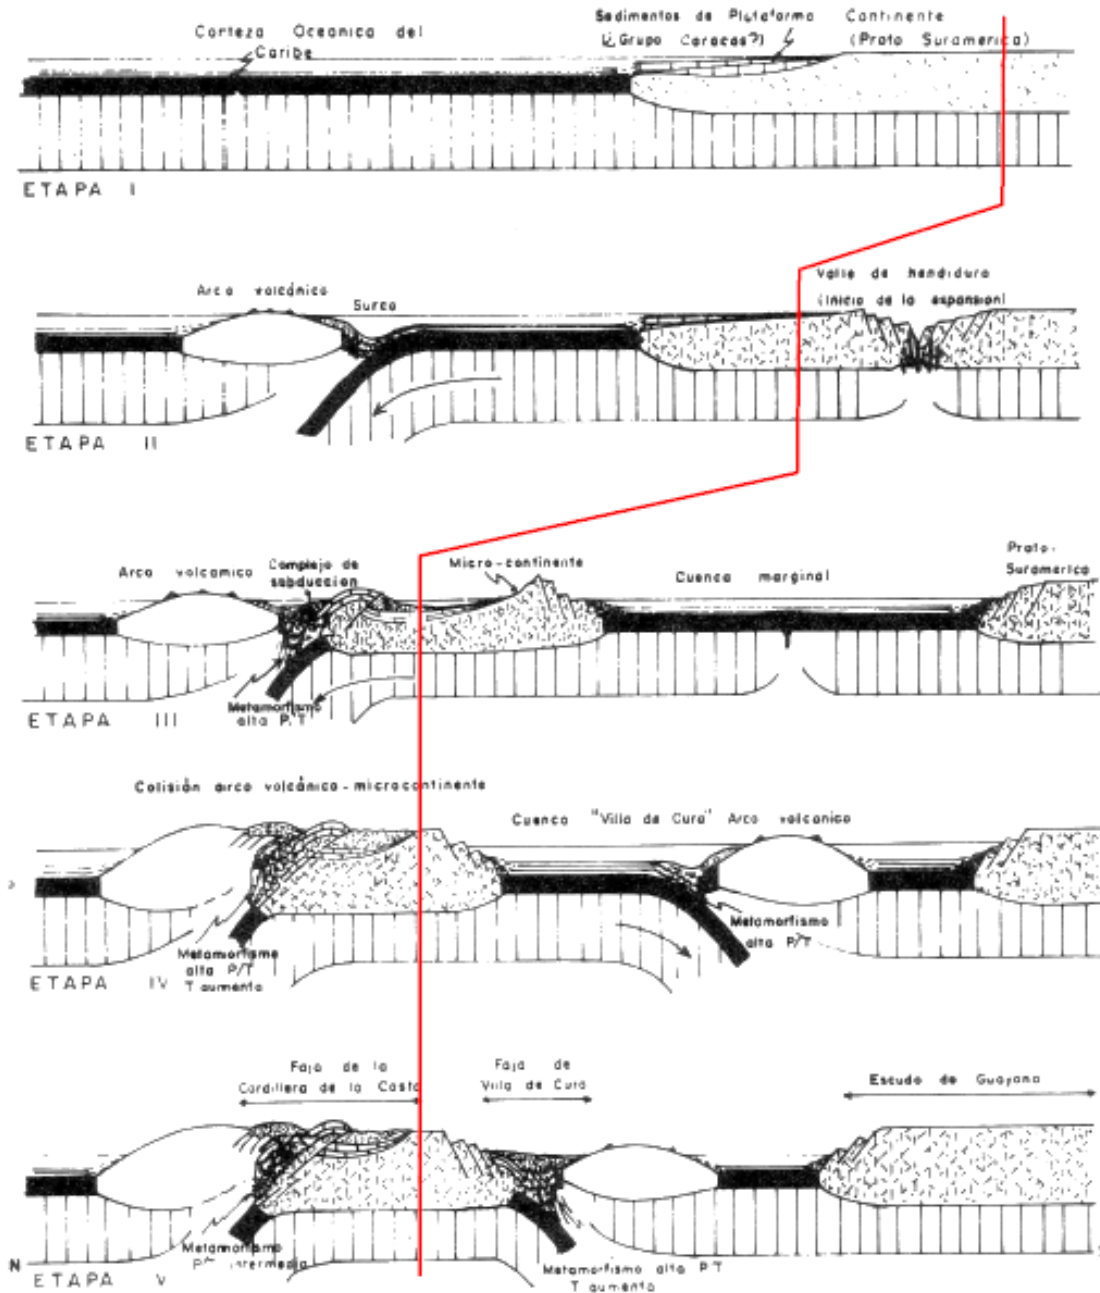 Corteza Oceanica del
Caribe
Sedimentos de Plataforma
(¿Grupo Caracas?)
Continente
(Proto Suramerica)
ETAPA I
Arco volcánico
Surco
Valle de hendidura
(Inicio de la expansion)
ETAPA II
Arco volcanico
Complejo de
subduccion
Micro-continente
Cuenca marginal
Proto-
Suramerica
Metamorfismo
alta P/T
ETAPA III
Colisión arco volcánico-microcontinente
Cuenca "Villa de Cura"
Arco volcanico
Metamorfismo
alta P/T
T aumenta
Metamorfismo
alta P/T
ETAPA IV
Faja de la
Cordillera de la Costa
Faja de
Villa de Cura
Escudo de Guayana
Metamorfismo
P/T intermedia
Metamorfismo alta P/T
T aumenta
N
ETAPA V